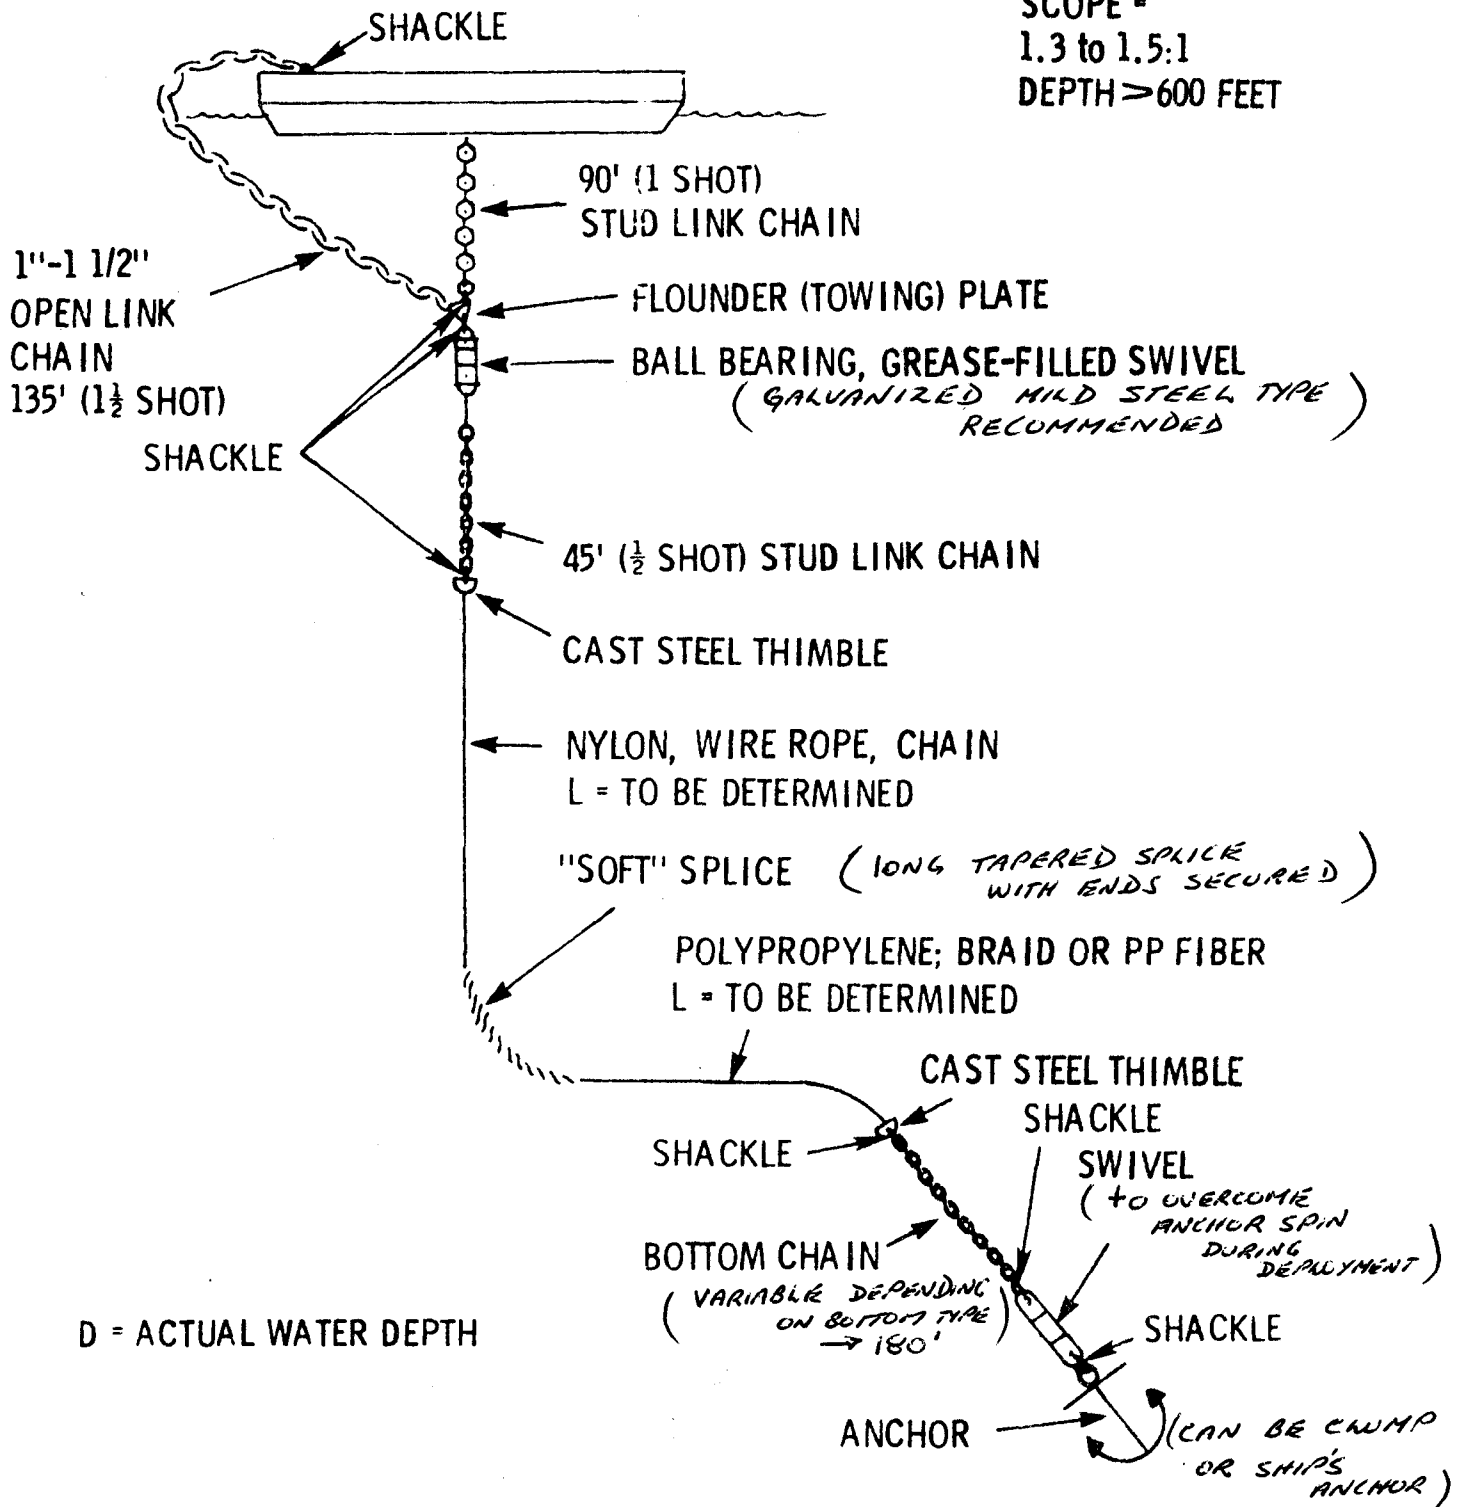 SHACKLE
SCOPE =
1.3 to 1.5:1
DEPTH > 600 FEET
90' (1 SHOT)
STUD LINK CHAIN
1"-1 1/2"
OPEN LINK
CHAIN
135' (1½ SHOT)
FLOUNDER (TOWING) PLATE
BALL BEARING, GREASE-FILLED SWIVEL
(GALVANIZED MILD STEEL TYPE
RECOMMENDED)
SHACKLE
45' (½ SHOT) STUD LINK CHAIN
CAST STEEL THIMBLE
NYLON, WIRE ROPE, CHAIN
L = TO BE DETERMINED
"SOFT" SPLICE (LONG TAPERED SPLICE
WITH ENDS SECURED)
POLYPROPYLENE; BRAID OR PP FIBER
L = TO BE DETERMINED
CAST STEEL THIMBLE
SHACKLE
SHACKLE
SWIVEL
(to OVERCOME
ANCHOR SPIN
DURING
DEPLOYMENT)
BOTTOM CHAIN
(VARIABLE DEPENDING
ON BOTTOM TYPE
→ 180')
SHACKLE
D = ACTUAL WATER DEPTH
ANCHOR
(CAN BE CLUMP
OR SHIP'S
ANCHOR)